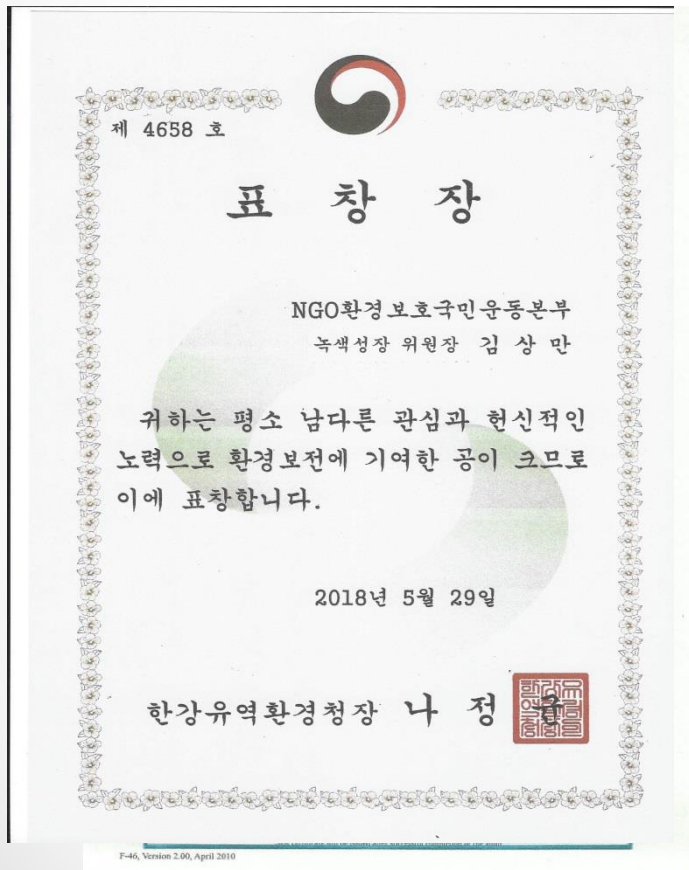 제 4658 호
표 창 장
NGO환경보호국민운동본부
녹색성장 위원장 김 상 만
귀하는 평소 남다른 관심과 헌신적인
노력으로 환경보전에 기여한 공이 크므로
이에 표창합니다.
2018년 5월 29일
한강유역환경청장 나 정 균
F-46, Version 2.00, April 2010